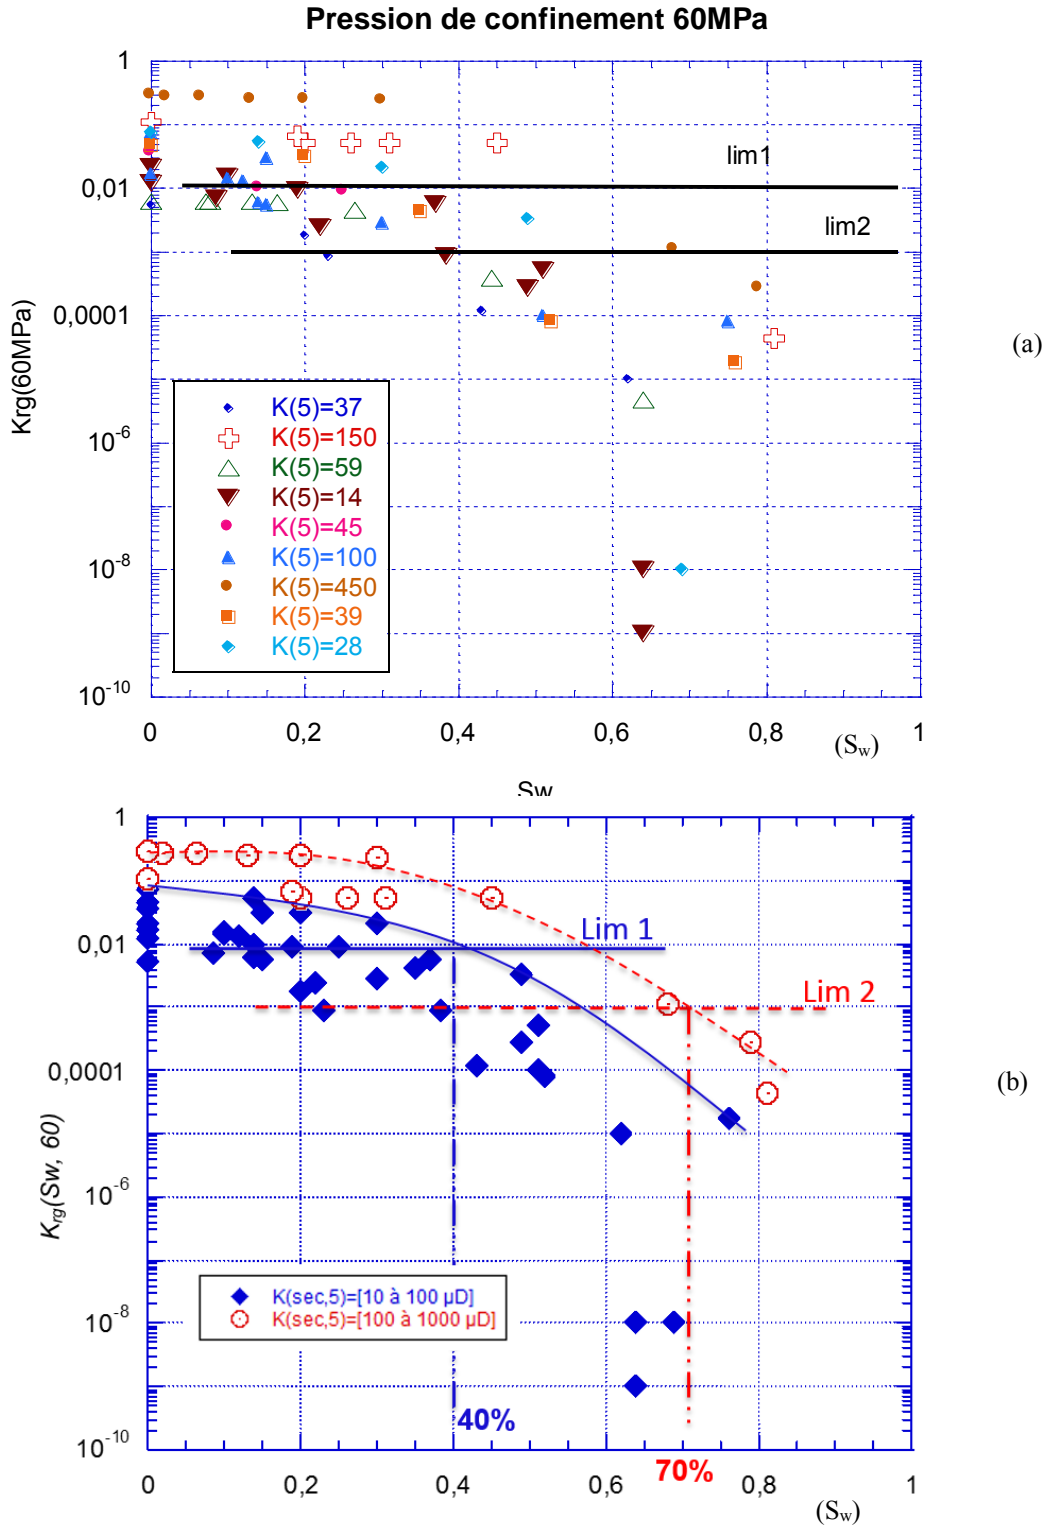 Pression de confinement 60MPa
1
0,01
0,0001
10-6
10-8
10-10
Krg(60MPa)
lim1
lim2
(a)
K(5)=37
K(5)=150
K(5)=59
K(5)=14
K(5)=45
K(5)=100
K(5)=450
K(5)=39
K(5)=28
0 0,2 0,4 0,6 0,8 1
(Sw)
Sw
1
0,01
0,0001
10-6
10-8
10-10
Krg(Sw, 60)
Lim 1
Lim 2
(b)
K(sec,5)=[10 à 100 µD]
K(sec,5)=[100 à 1000 µD]
40%
70%
0 0,2 0,4 0,6 0,8 1
(Sw)